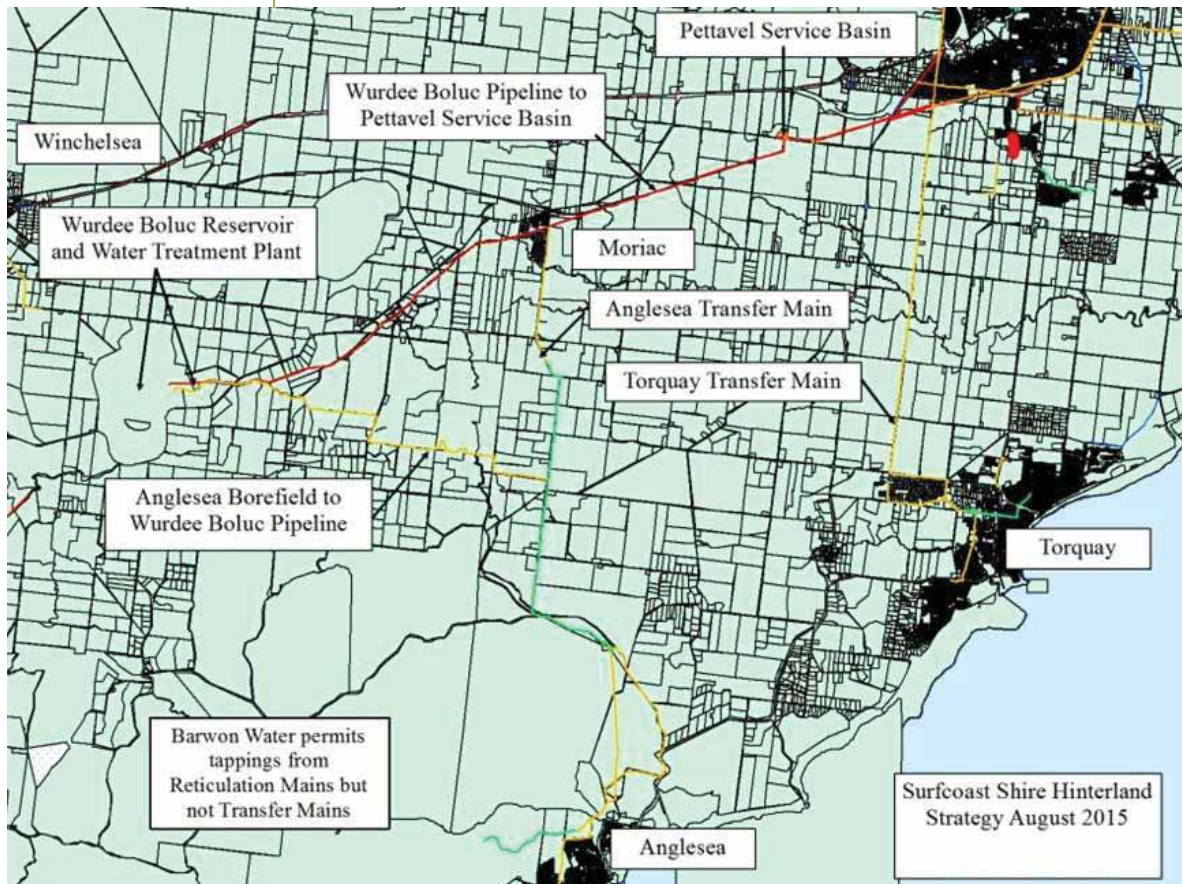 Pettavel Service Basin
Wurdee Boluc Pipeline to
Pettavel Service Basin
Winchelsea
Wurdee Boluc Reservoir
and Water Treatment Plant
Moriac
Anglesea Transfer Main
Torquay Transfer Main
Anglesea Borefield to
Wurdee Boluc Pipeline
Torquay
Barwon Water permits
tappings from
Reticulation Mains but
not Transfer Mains
Surfcoast Shire Hinterland
Strategy August 2015
Anglesea